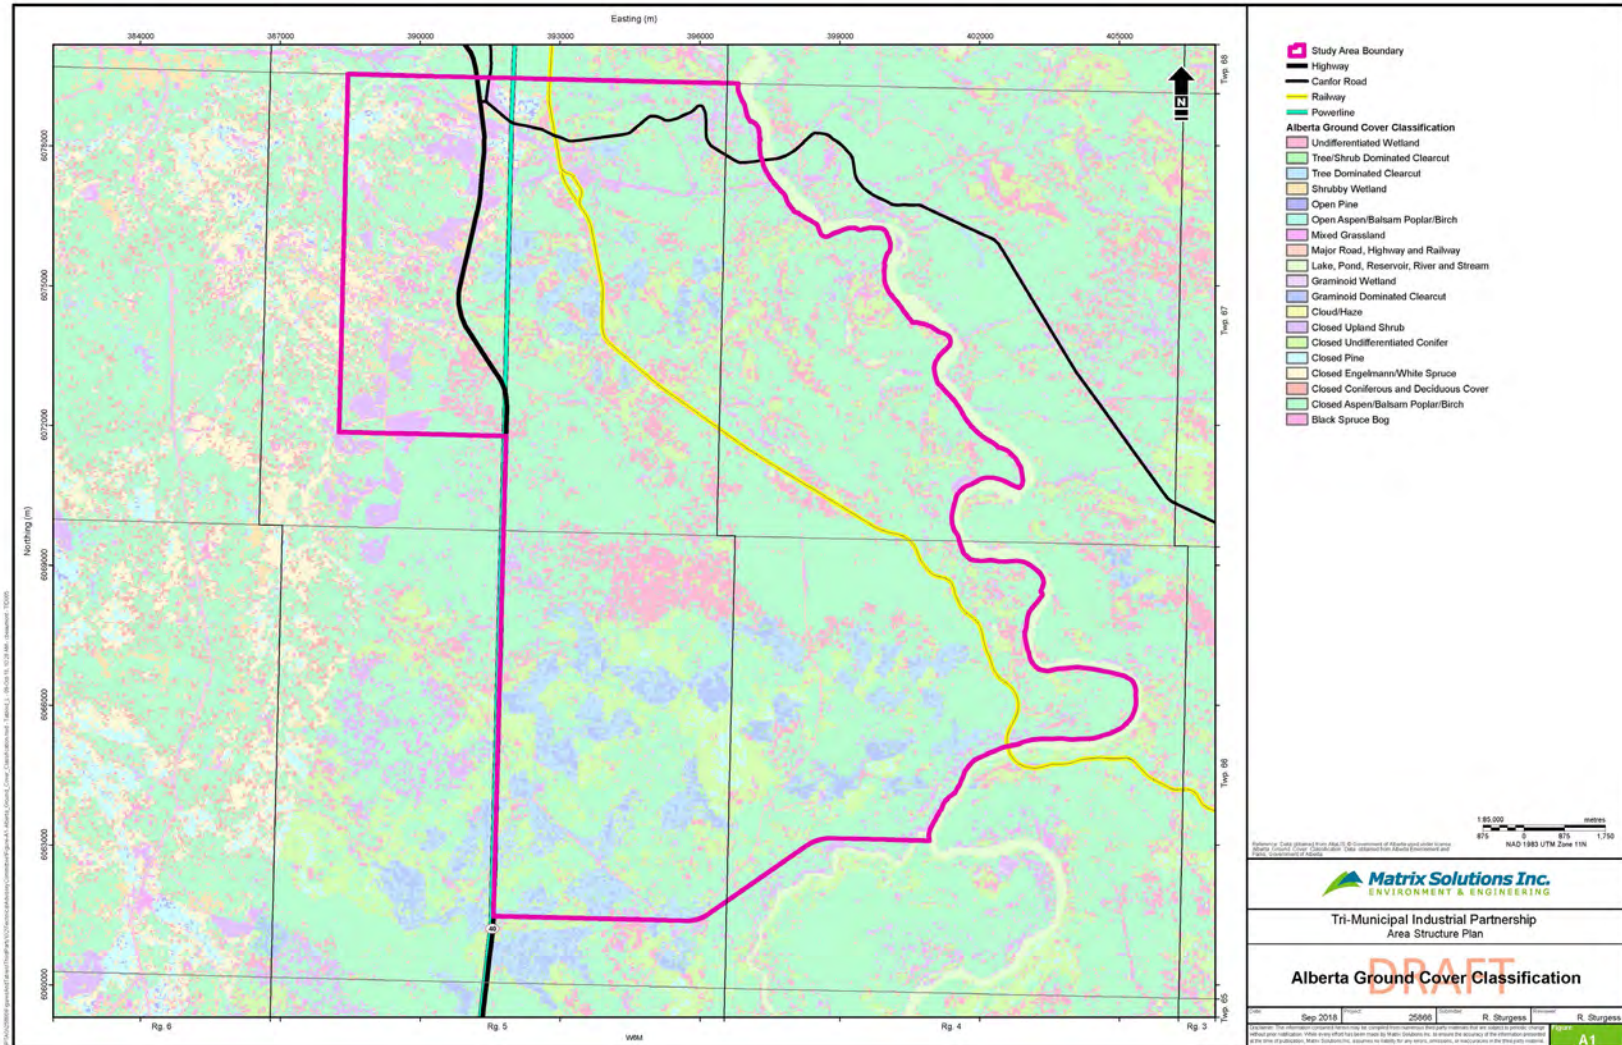 Easting (m)
384000
387000
390000
393000
396000
399000
402000
405000
Twp. 68
N
6078000
6075000
Twp. 67
6072000
Northing (m)
6069000
6066000
Twp. 66
6063000
40
6060000
Twp. 65
Rg. 6
Rg. 5
Rg. 4
Rg. 3
W6M
Study Area Boundary
Highway
Canfor Road
Railway
Powerline
Alberta Ground Cover Classification
Undifferentiated Wetland
Tree/Shrub Dominated Clearcut
Tree Dominated Clearcut
Shrubby Wetland
Open Pine
Open Aspen/Balsam Poplar/Birch
Mixed Grassland
Major Road, Highway and Railway
Lake, Pond, Reservoir, River and Stream
Graminoid Wetland
Graminoid Dominated Clearcut
Cloud/Haze
Closed Upland Shrub
Closed Undifferentiated Conifer
Closed Pine
Closed Engelmann/White Spruce
Closed Coniferous and Deciduous Cover
Closed Aspen/Balsam Poplar/Birch
Black Spruce Bog
1:85,000 metres
875 0 875 1,750
NAD 1983 UTM Zone 11N
Matrix Solutions Inc.
ENVIRONMENT & ENGINEERING
Tri-Municipal Industrial Partnership
Area Structure Plan
DRAFT
Alberta Ground Cover Classification
Date: Sep 2018 Project: 25866 Submitter: R. Sturgess Reviewer: R. Sturgess
Figure
A1